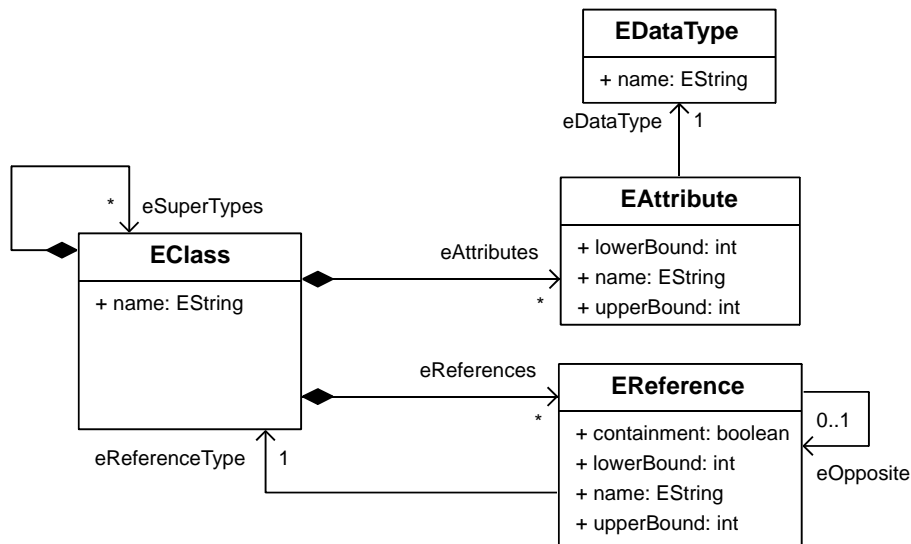 EDataType
+ name: EString
eDataType
1
*
eSuperTypes
EClass
+ name: EString
eAttributes
*
EAttribute
+ lowerBound: int
+ name: EString
+ upperBound: int
eReferences
*
EReference
+ containment: boolean
+ lowerBound: int
+ name: EString
+ upperBound: int
0..1
eOpposite
eReferenceType
1